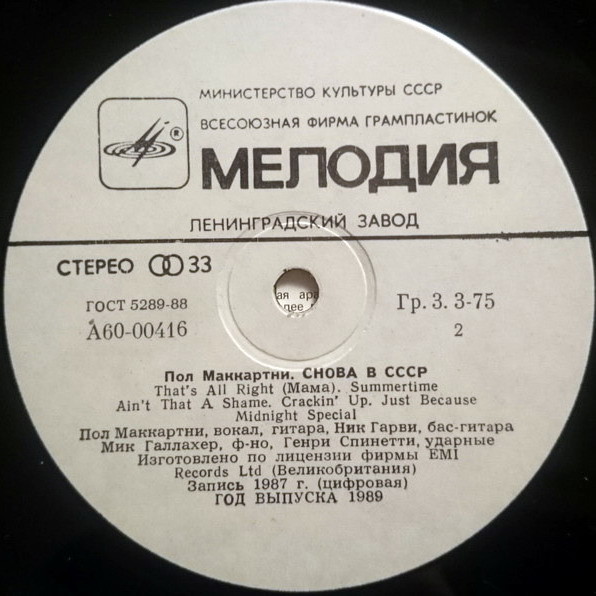 МИНИСТЕРСТВО КУЛЬТУРЫ СССР
ВСЕСОЮЗНАЯ ФИРМА ГРАМПЛАСТИНОК
®
МЕЛОДИЯ
ЛЕНИНГРАДСКИЙ ЗАВОД
СТЕРЕО 33
ГОСТ 5289-88
А60-00416
Гр. 3. 3-75
2
Пол Маккартни. СНОВА В СССР
That's All Right (Мама). Summertime
Ain't That A Shame. Crackin' Up. Just Because
Midnight Special
Пол Маккартни, вокал, гитара, Ник Гарви, бас-гитара
Мик Галлахер, ф-но, Генри Спинетти, ударные
Изготовлено по лицензии фирмы EMI
Records Ltd (Великобритания)
Запись 1987 г. (цифровая)
ГОД ВЫПУСКА 1989